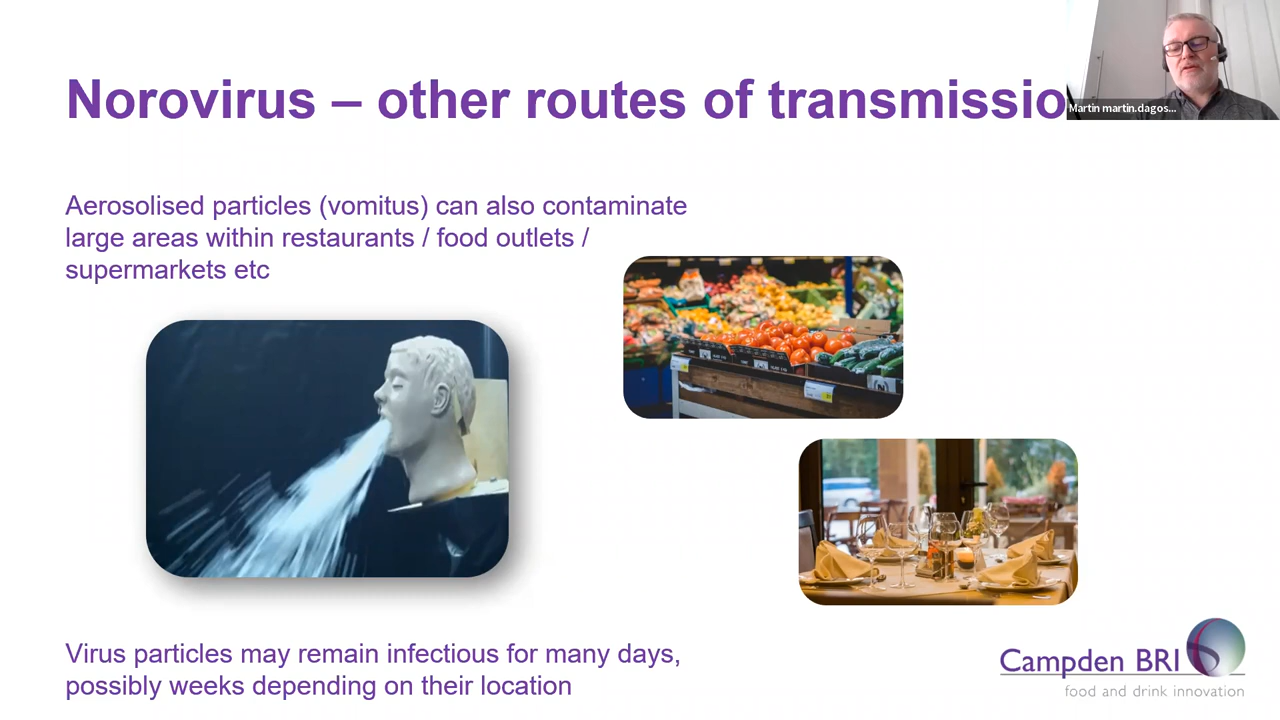 Norovirus – other routes of transmissio
Martin martin.dagos...
Aerosolised particles (vomitus) can also contaminate
large areas within restaurants / food outlets /
supermarkets etc
Virus particles may remain infectious for many days,
possibly weeks depending on their location
Campden BRI
food and drink innovation